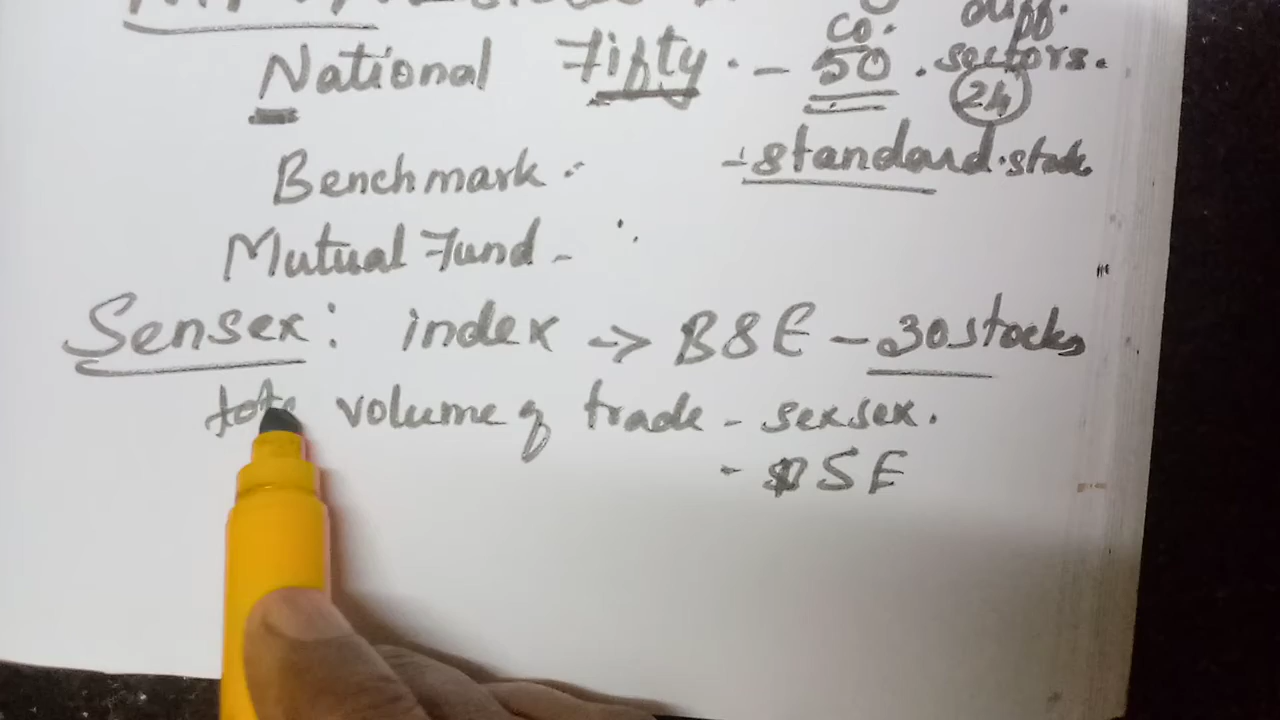 co. diff.
National Fifty. - 50. sectors.
24
Benchmark - standard. stock
Mutual Fund -
Sensex: index -> BSE - 30 stocks
volume of trade - sexsex.
- BSE